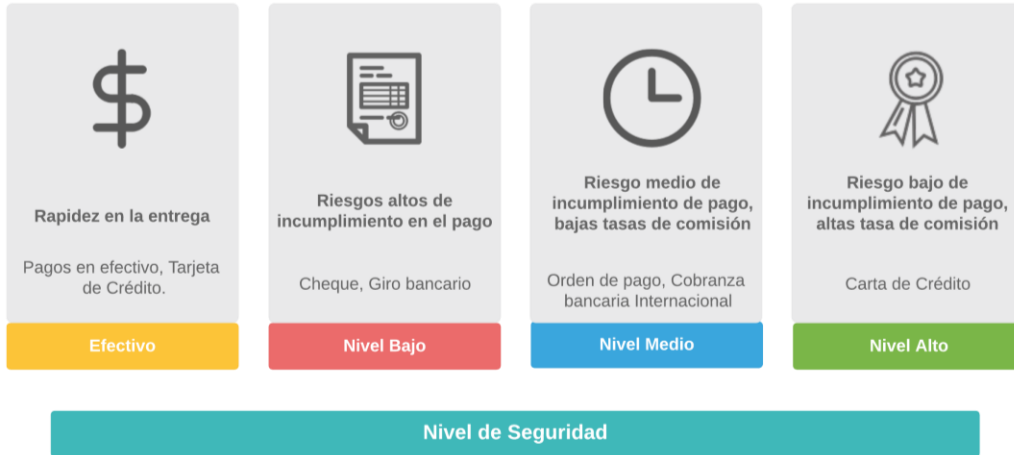 Rapidez en la entrega
Pagos en efectivo, Tarjeta
de Crédito.
Efectivo
Riesgos altos de
incumplimiento en el pago
Cheque, Giro bancario
Nivel Bajo
Riesgo medio de
incumplimiento de pago,
bajas tasas de comisión
Orden de pago, Cobranza
bancaria Internacional
Nivel Medio
Riesgo bajo de
incumplimiento de pago,
altas tasa de comisión
Carta de Crédito
Nivel Alto
Nivel de Seguridad